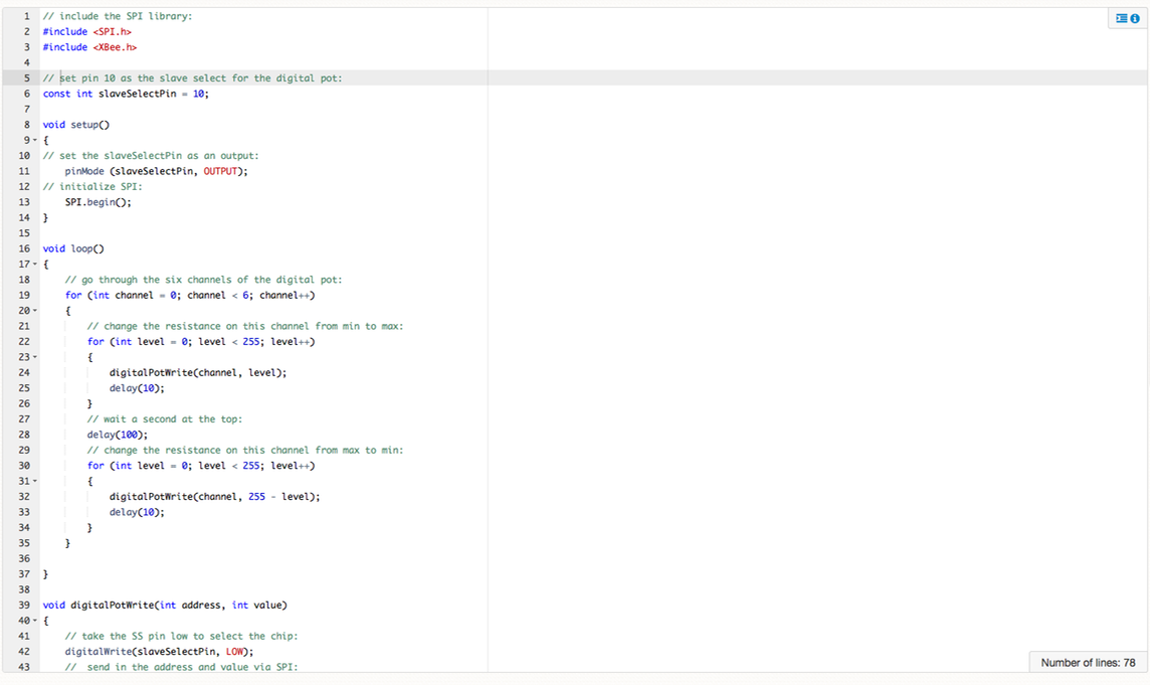 1 // include the SPI library:
2 #include <SPI.h>
3 #include <XBee.h>
4
5 // set pin 10 as the slave select for the digital pot:
6 const int slaveSelectPin = 10;
7
8 void setup()
9 {
10 // set the slaveSelectPin as an output:
11     pinMode (slaveSelectPin, OUTPUT);
12 // initialize SPI:
13     SPI.begin();
14 }
15
16 void loop()
17 {
18     // go through the six channels of the digital pot:
19     for (int channel = 0; channel < 6; channel++)
20     {
21         // change the resistance on this channel from min to max:
22         for (int level = 0; level < 255; level++)
23         {
24             digitalPotWrite(channel, level);
25             delay(10);
26         }
27         // wait a second at the top:
28         delay(100);
29         // change the resistance on this channel from max to min:
30         for (int level = 0; level < 255; level++)
31         {
32             digitalPotWrite(channel, 255 - level);
33             delay(10);
34         }
35     }
36
37 }
38
39 void digitalPotWrite(int address, int value)
40 {
41     // take the SS pin low to select the chip:
42     digitalWrite(slaveSelectPin, LOW);
43     //  send in the address and value via SPI:
Number of lines: 78